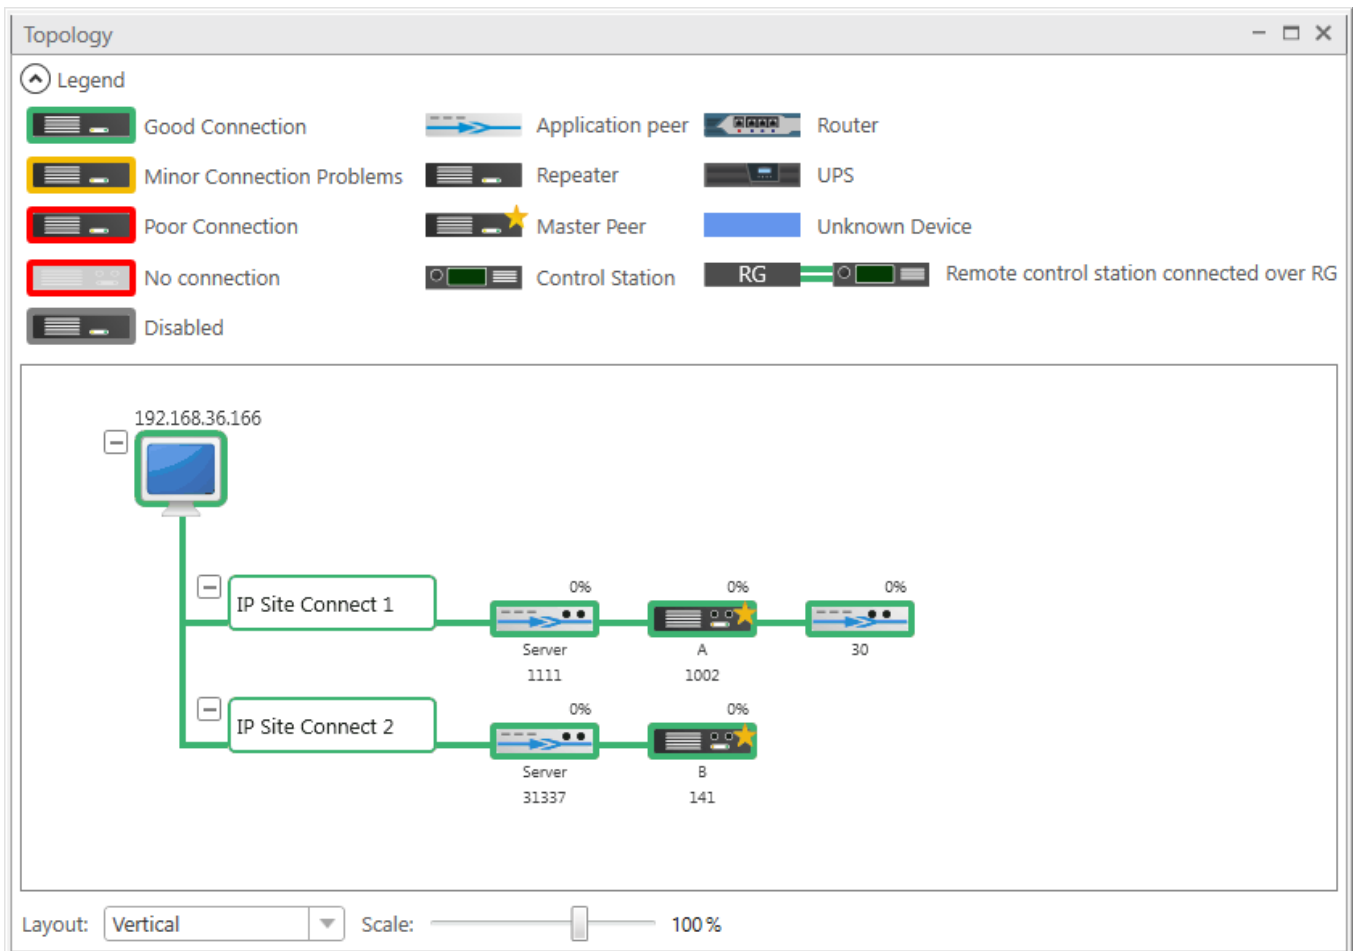 Topology
Legend
Good Connection
Application peer
Router
Minor Connection Problems
Repeater
UPS
Poor Connection
Master Peer
Unknown Device
No connection
Control Station
RG
Remote control station connected over RG
Disabled
192.168.36.166
IP Site Connect 1
0%
0%
0%
Server
A
30
1111
1002
IP Site Connect 2
0%
0%
Server
B
31337
141
Layout:
Vertical
Scale:
100%